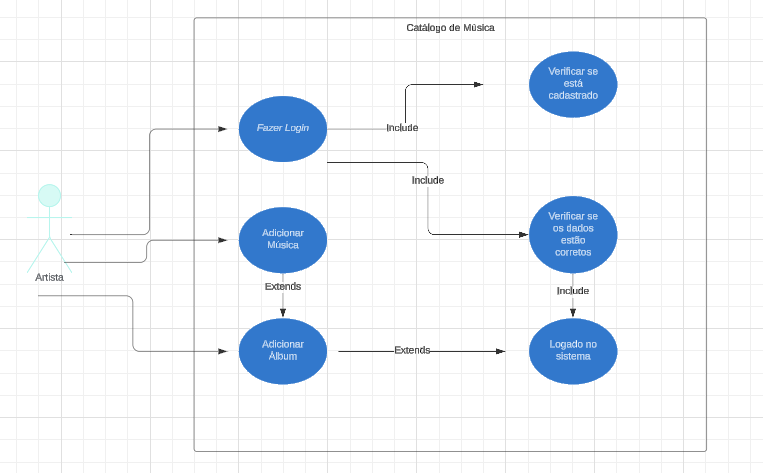 Catálogo de Música
Verificar se
está
cadastrado
Fazer Login
Include
Include
Artista
Adicionar
Música
Verificar se
os dados
estão
corretos
Extends
Include
Adicionar
Álbum
Extends
Logado no
sistema